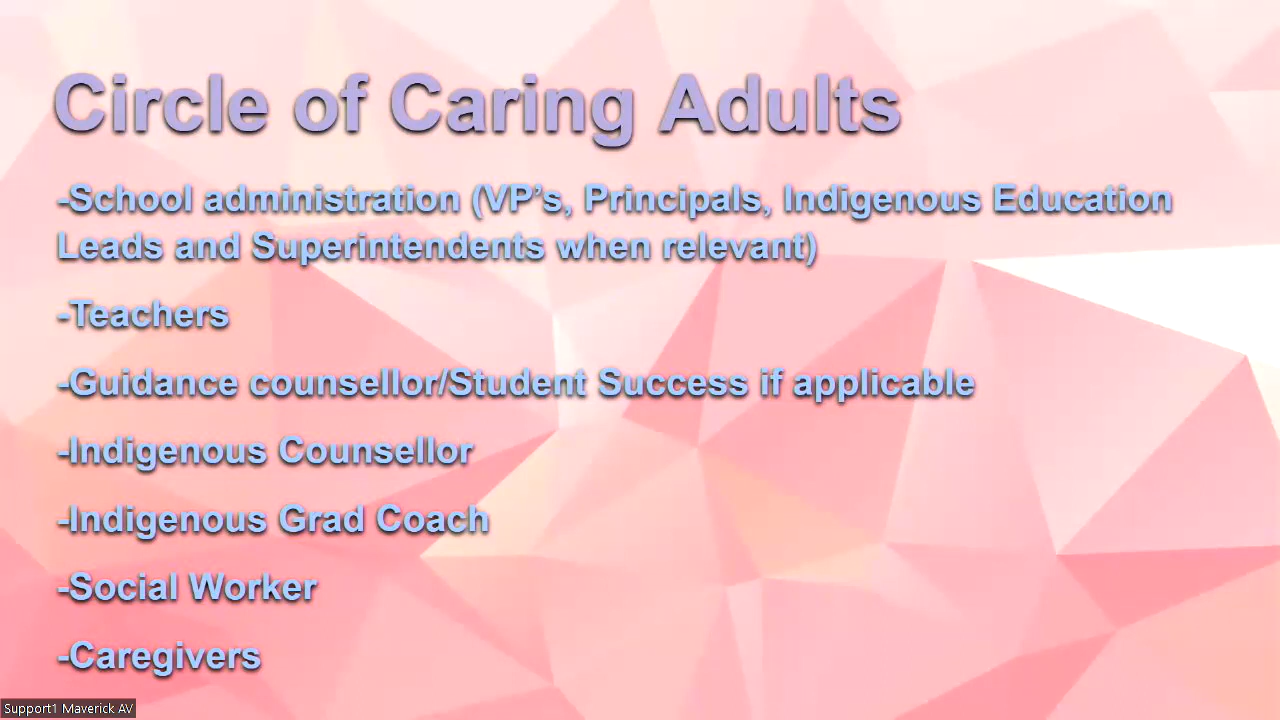 Circle of Caring Adults
-School administration (VP’s, Principals, Indigenous Education
Leads and Superintendents when relevant)
-Teachers
-Guidance counsellor/Student Success if applicable
-Indigenous Counsellor
-Indigenous Grad Coach
-Social Worker
-Caregivers
Support1 Maverick AV